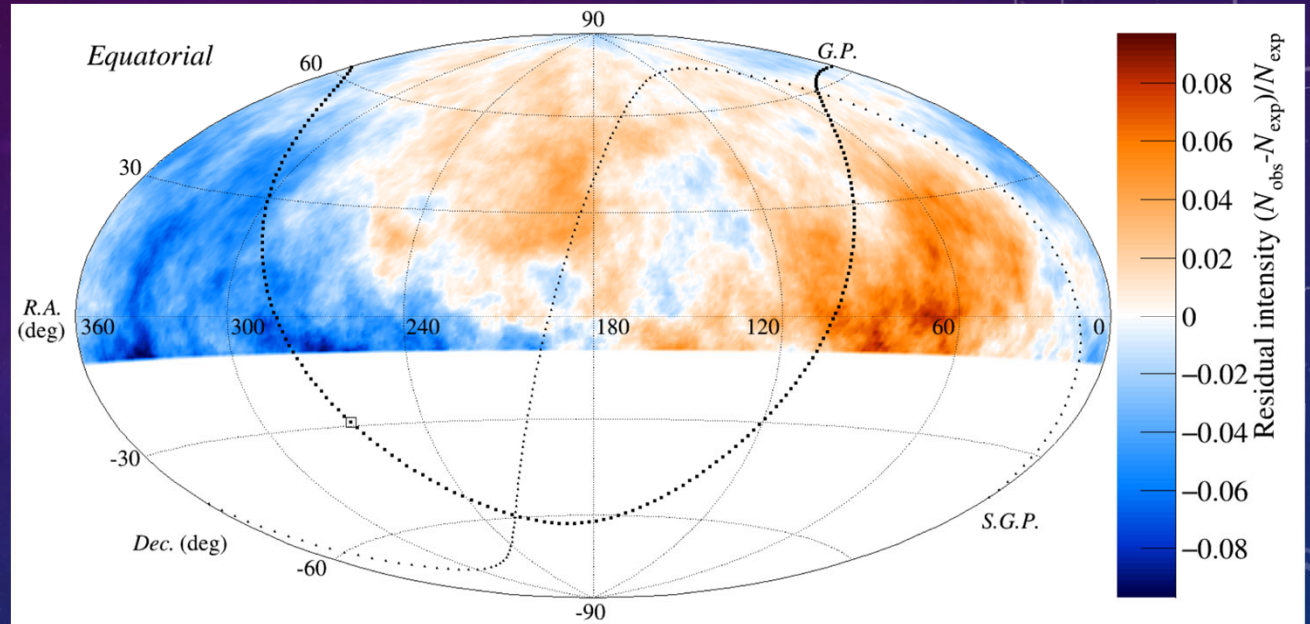 Equatorial
90
G.P.
60
30
R.A.
(deg)
360 300 240 180 120 60 0
-30
Dec. (deg)
-60
-90
S.G.P.
0.08
0.06
0.04
0.02
0
−0.02
−0.04
−0.06
−0.08
Residual intensity (Nobs-Nexp)/Nexp